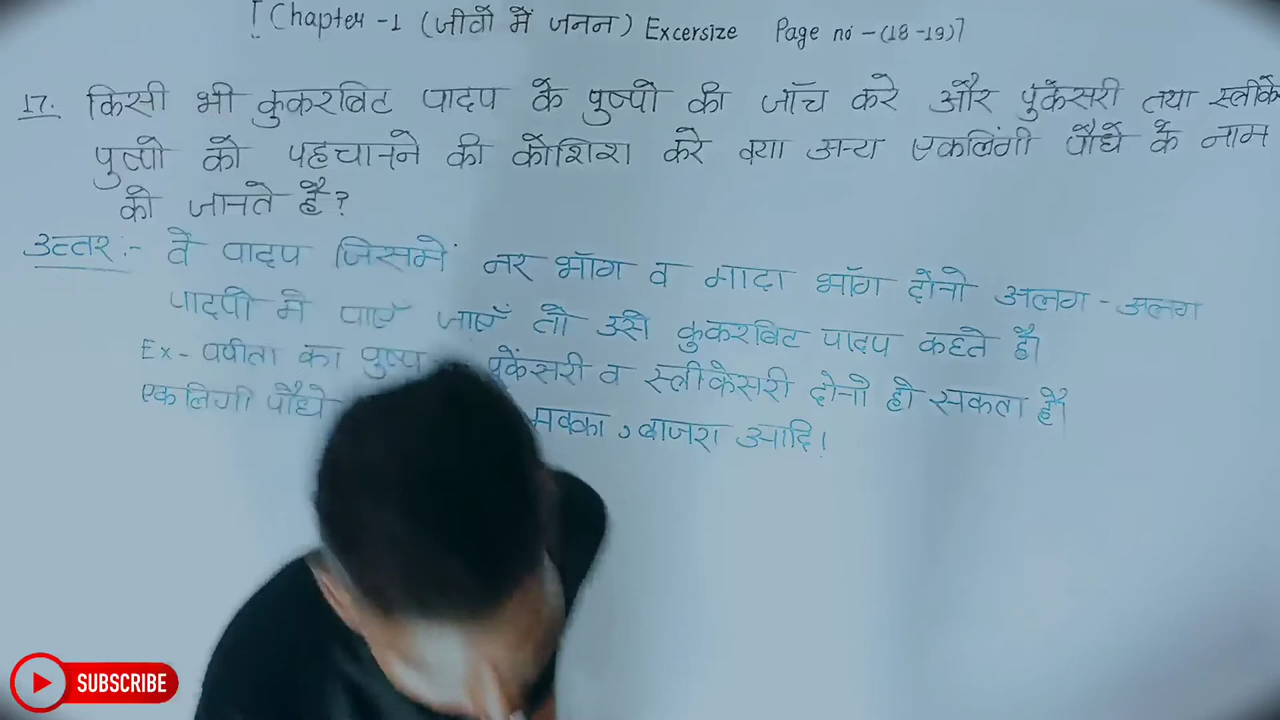 [Chapter -1 (जीवो में जनन) Excersize Page no - (18-19)]
17. किसी भी कुकरबिट पादप के पुष्पो की जाँच करे और पुंकेसरी तथा स्त्रीके
पुष्पो को पहचानने की कोशिश करे क्या अन्य एकलिंगी पौधे के नाम
को जानते है?
उत्तर :- वे पादप जिसमें नर भॉग व मादा भॉग दोनो अलग - अलग
पादपो मे पाएँ जाएँ तो उसे कुकरबिट पादप कहते है।
Ex- पपीता का पुष्प पुंकेसरी व स्त्रीकेसरी दोनो हो सकता है।
एकलिगी पौधे मक्का, बाजरा आदि।
SUBSCRIBE